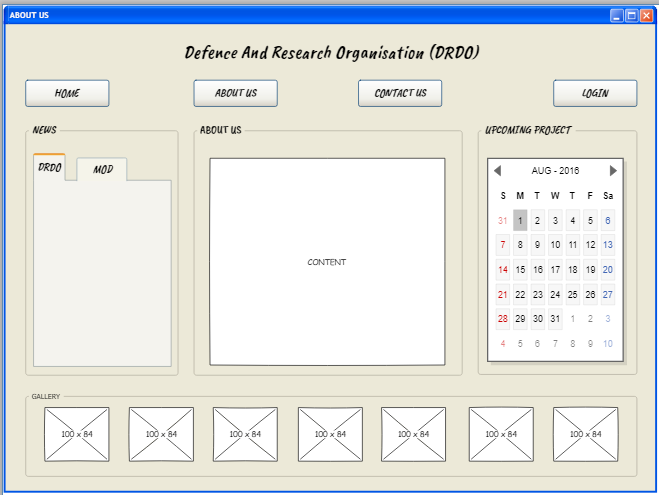 ABOUT US
Defence And Research Organisation (DRDO)
HOME ABOUT US CONTACT US LOGIN
NEWS
DRDO MOD
ABOUT US
CONTENT
UPCOMING PROJECT
AUG - 2016
S M T W T F Sa
31 1 2 3 4 5 6
7 8 9 10 11 12 13
14 15 16 17 18 19 20
21 22 23 24 25 26 27
28 29 30 31 1 2 3
4 5 6 7 8 9 10
GALLERY
100 x 84 100 x 84 100 x 84 100 x 84 100 x 84 100 x 84 100 x 84